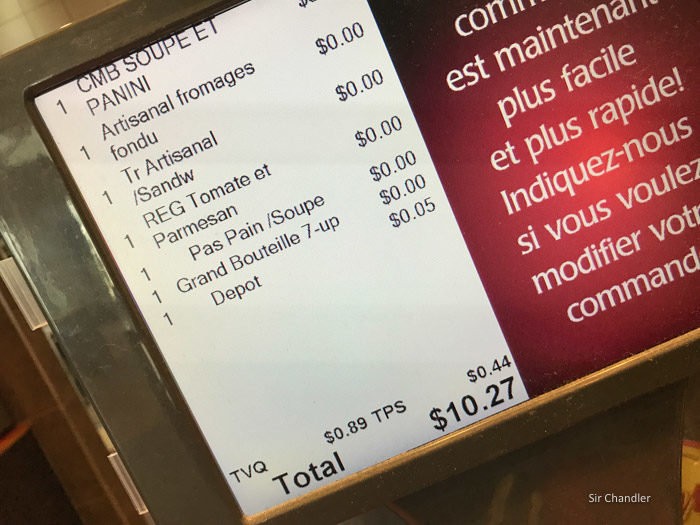 1 CMB SOUPE ET
PANINI $0.00
1 Artisanal fromages
fondu $0.00
1 Tr Artisanal
/Sandw $0.00
1 REG Tomate et
Parmesan $0.00
1 Pas Pain /Soupe $0.00
1 Grand Bouteille 7-up $0.05
1 Depot
TVQ $0.89 TPS $0.44
Total $10.27
est maintenant
plus facile
et plus rapide!
Indiquez-nous
si vous voulez
modifier
Sir Chandler